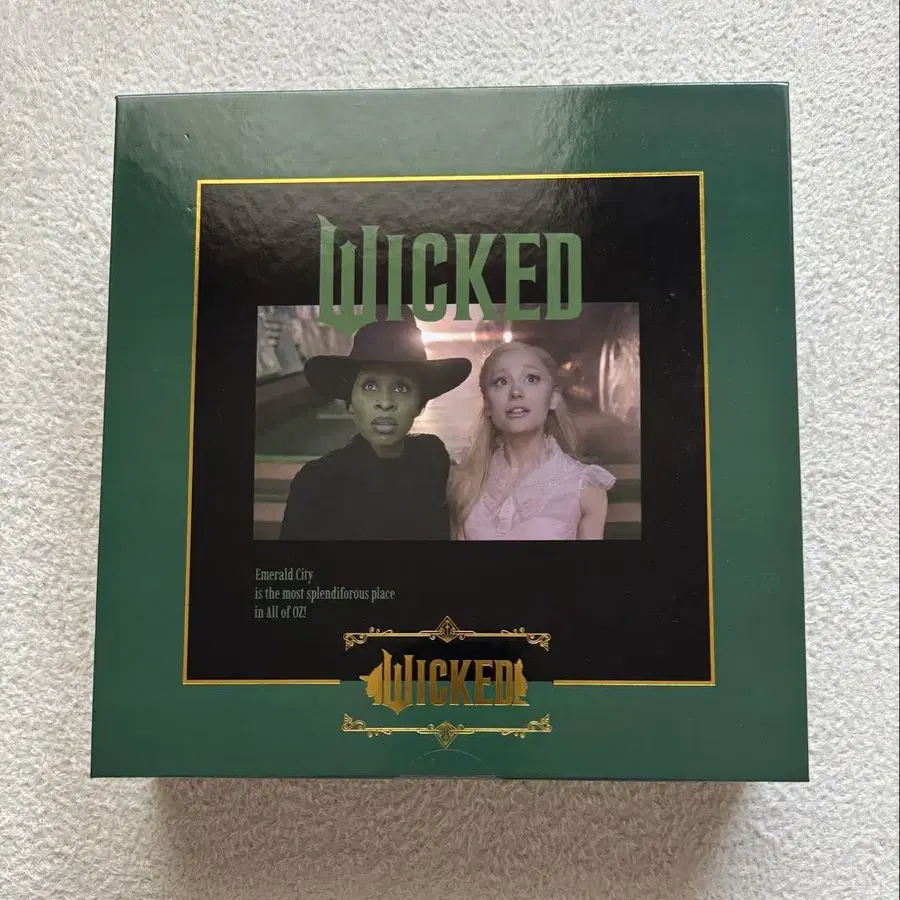 WICKED
Emerald City
is the most splendiforous place
in All of OZ!
WICKED